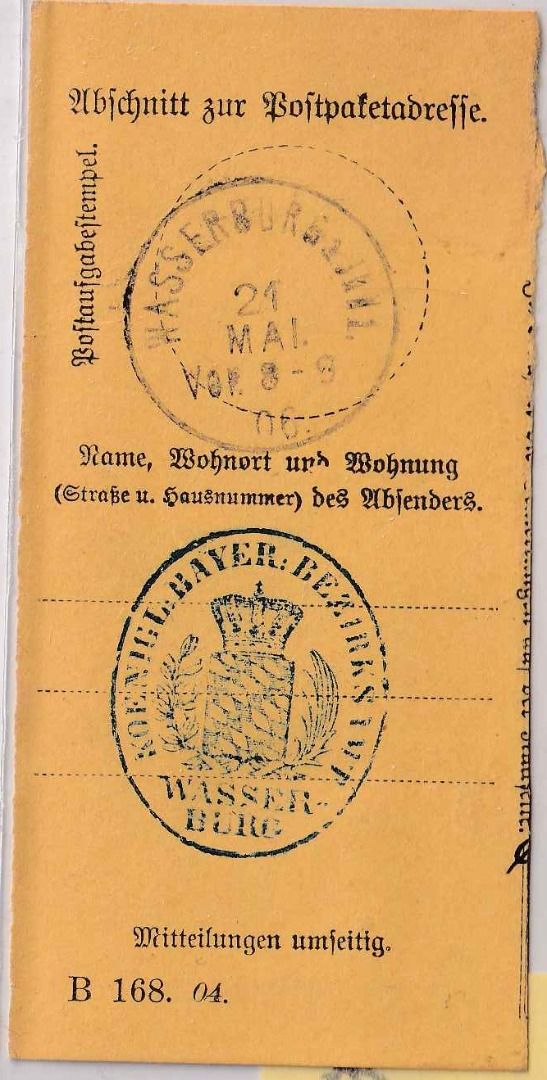 Abschnitt zur Postpaketadresse.
Postaufgabestempel.
WASSERBURG a. INN.
21
MAI.
VOR. 8 - 9
06.
Name, Wohnort und Wohnung
(Straße u. Hausnummer) des Absenders.
KOENIGL. BAYER: BEZIRKSAMT
WASSER-
BURG
Mitteilungen umseitig.
B 168. 04.